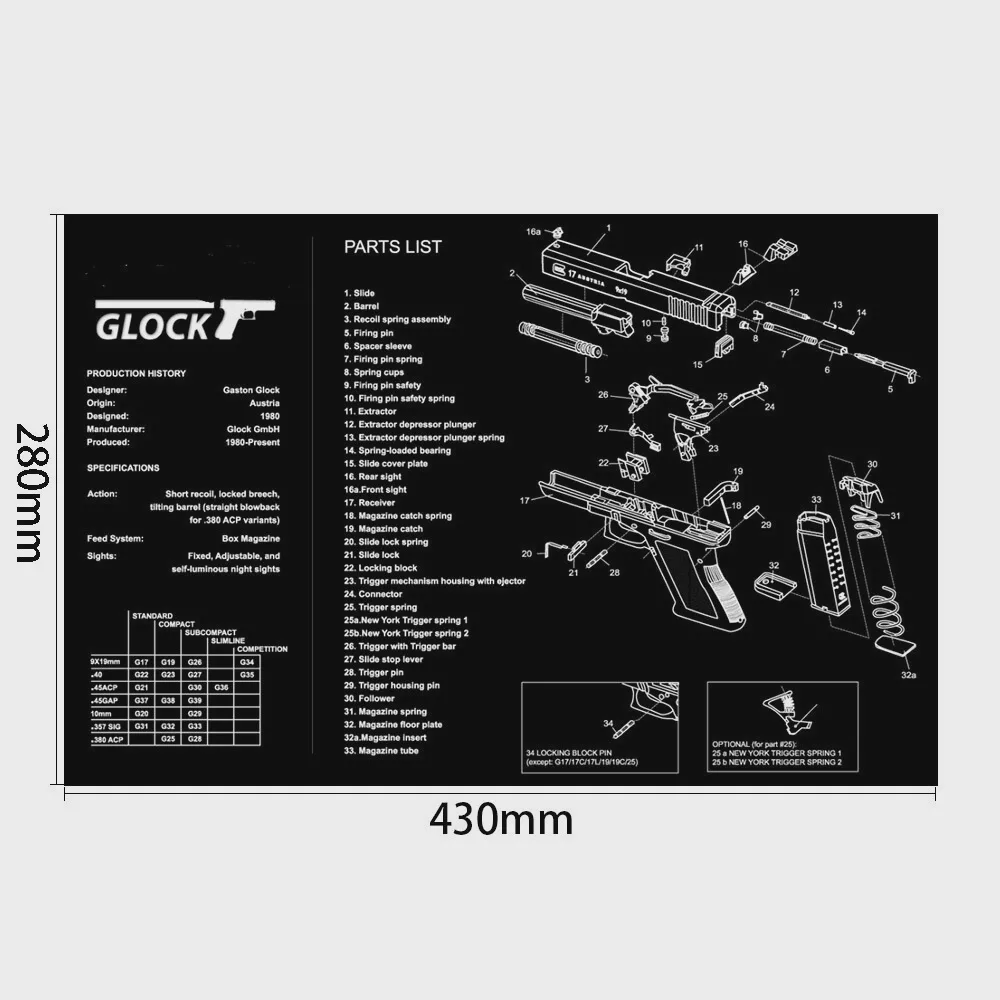 GLOCK
PRODUCTION HISTORY
Designer: Gaston Glock
Origin: Austria
Designed: 1980
Manufacturer: Glock GmbH
Produced: 1980-Present
SPECIFICATIONS
Action: Short recoil, locked breech,
tilting barrel (straight blowback
for .380 ACP variants)
Feed System: Box Magazine
Sights: Fixed, Adjustable, and
self-luminous night sights
STANDARD
COMPACT
SUBCOMPACT
SLIMLINE
COMPETITION
9X19mm G17 G19 G26 G34
.40 G22 G23 G27 G35
.45ACP G21 G30 G36
.45GAP G37 G38 G39
10mm G20 G29
.357 SIG G31 G32 G33
.380 ACP G25 G28
PARTS LIST
1. Slide
2. Barrel
3. Recoil spring assembly
5. Firing pin
6. Spacer sleeve
7. Firing pin spring
8. Spring cups
9. Firing pin safety
10. Firing pin safety spring
11. Extractor
12. Extractor depressor plunger
13. Extractor depressor plunger spring
14. Spring-loaded bearing
15. Slide cover plate
16. Rear sight
16a.Front sight
17. Receiver
18. Magazine catch spring
19. Magazine catch
20. Slide lock spring
21. Slide lock
22. Locking block
23. Trigger mechanism housing with ejector
24. Connector
25. Trigger spring
25a.New York Trigger spring 1
25b.New York Trigger spring 2
26. Trigger with Trigger bar
27. Slide stop lever
28. Trigger pin
29. Trigger housing pin
30. Follower
31. Magazine spring
32. Magazine floor plate
32a.Magazine insert
33. Magazine tube
16a
1
11
16
2
17 AUSTRIA 9x19
12
13
14
10
9
8
7
6
5
3
15
26
25
24
27
23
22
19
30
17
18
33
31
29
20
21
28
32
32a
34
34 LOCKING BLOCK PIN
(except: G17/17C/17L/19/19C/25)
OPTIONAL (for part #25):
25 a NEW YORK TRIGGER SPRING 1
25 b NEW YORK TRIGGER SPRING 2
280mm
430mm